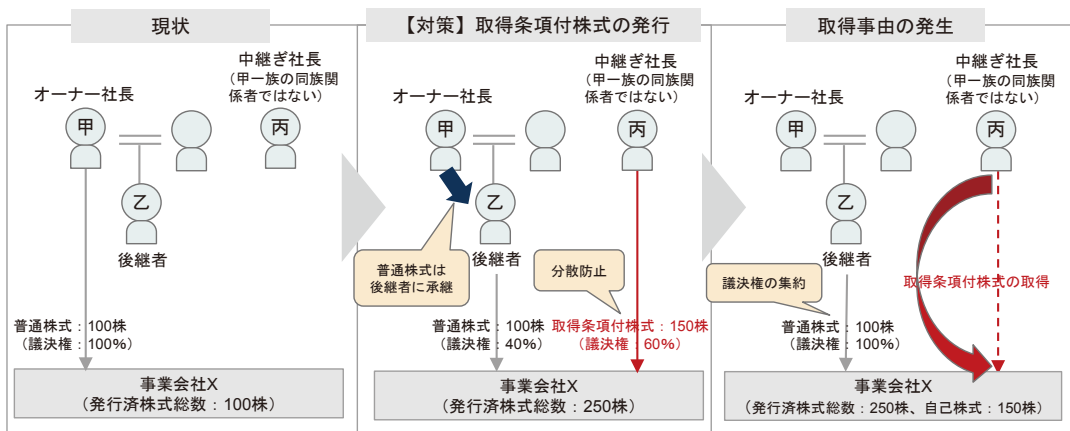 現状
中継ぎ社長
（甲一族の同族関
係者ではない）
オーナー社長
甲
丙
乙
後継者
普通株式：100株
（議決権：100%）
事業会社X
（発行済株式総数：100株）
【対策】取得条項付株式の発行
中継ぎ社長
（甲一族の同族関
係者ではない）
オーナー社長
甲
丙
乙
後継者
普通株式は
後継者に承継
分散防止
普通株式：100株
（議決権：40%）
取得条項付株式：150株
（議決権：60%）
事業会社X
（発行済株式総数：250株）
取得事由の発生
中継ぎ社長
（甲一族の同族関
係者ではない）
オーナー社長
甲
丙
乙
後継者
議決権の集約
取得条項付株式の取得
普通株式：100株
（議決権：100%）
事業会社X
（発行済株式総数：250株、自己株式：150株）